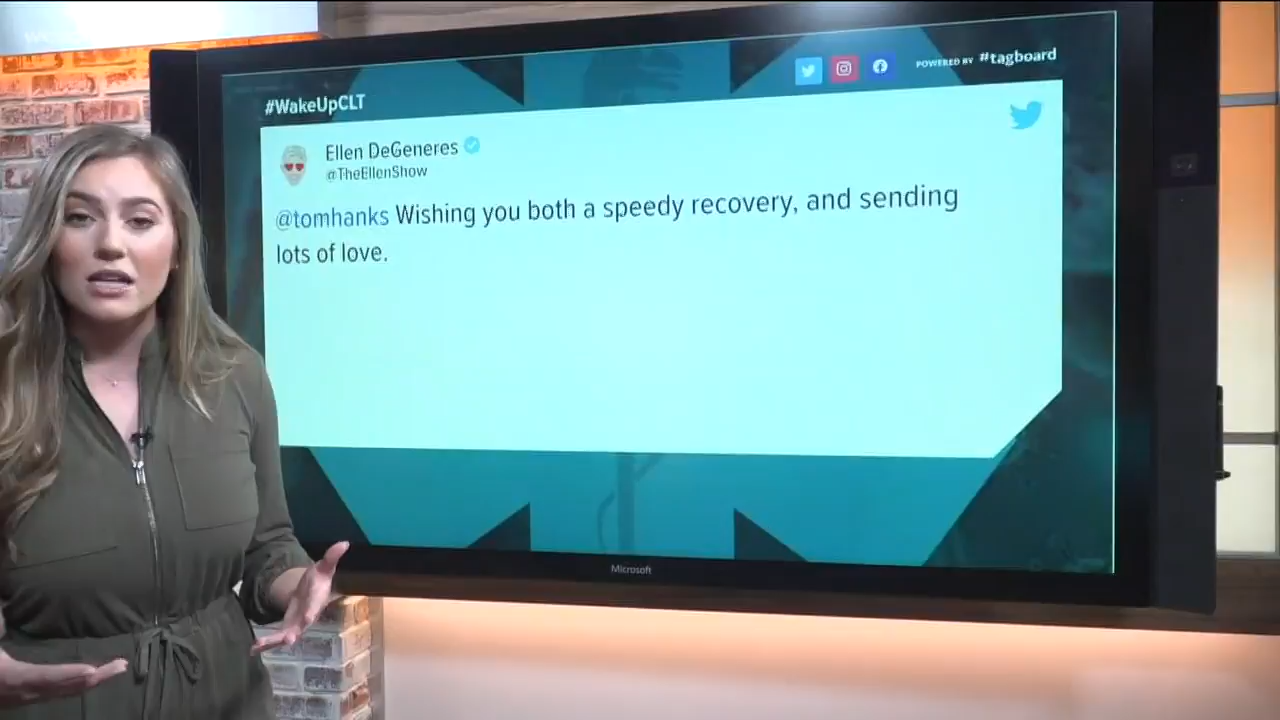 #WakeUpCLT
POWERED BY #tagboard
Ellen DeGeneres
@TheEllenShow
@tomhanks Wishing you both a speedy recovery, and sending
lots of love.
Microsoft